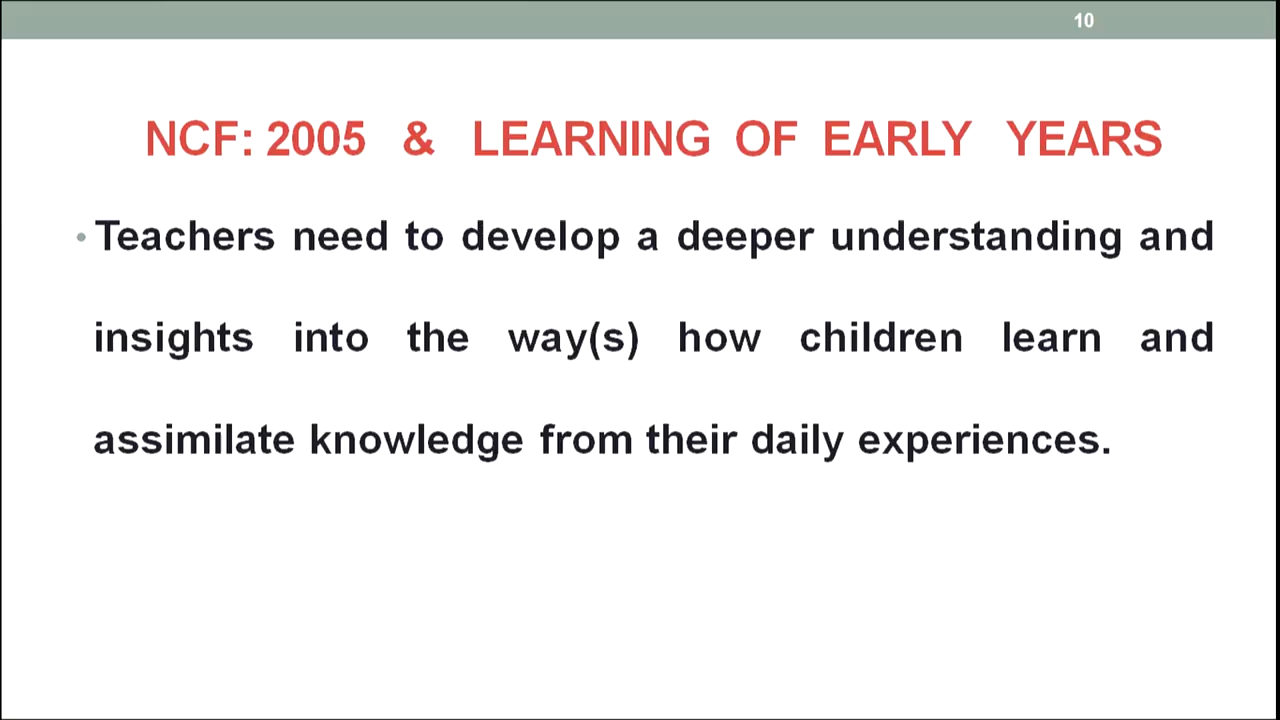 10
NCF: 2005 & LEARNING OF EARLY YEARS
• Teachers need to develop a deeper understanding and
insights into the way(s) how children learn and
assimilate knowledge from their daily experiences.